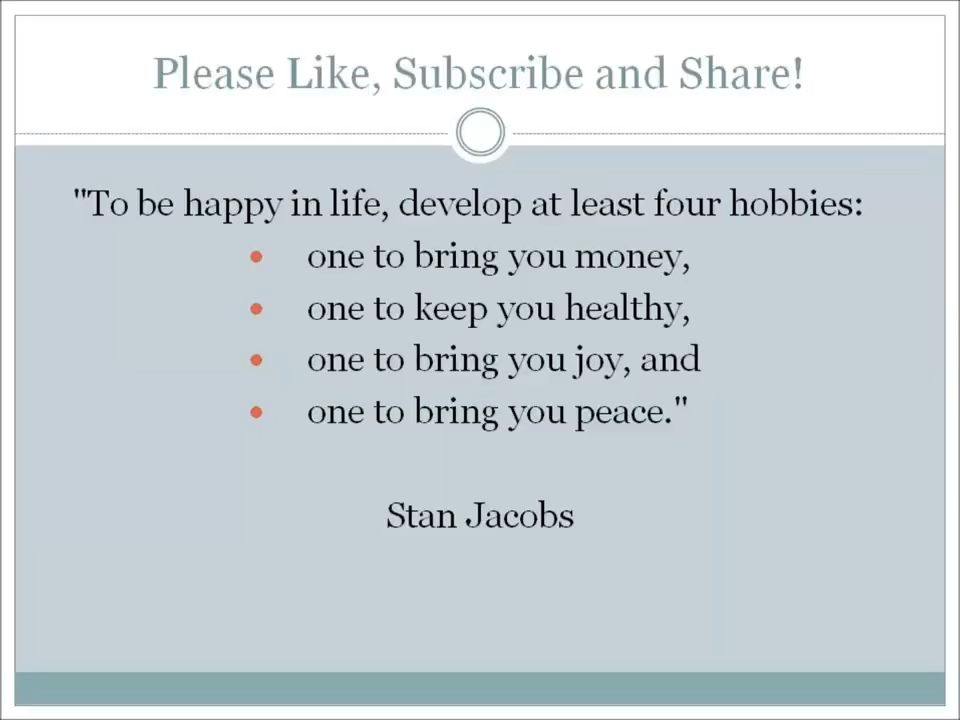 Please Like, Subscribe and Share!
"To be happy in life, develop at least four hobbies:
• one to bring you money,
• one to keep you healthy,
• one to bring you joy, and
• one to bring you peace."
Stan Jacobs